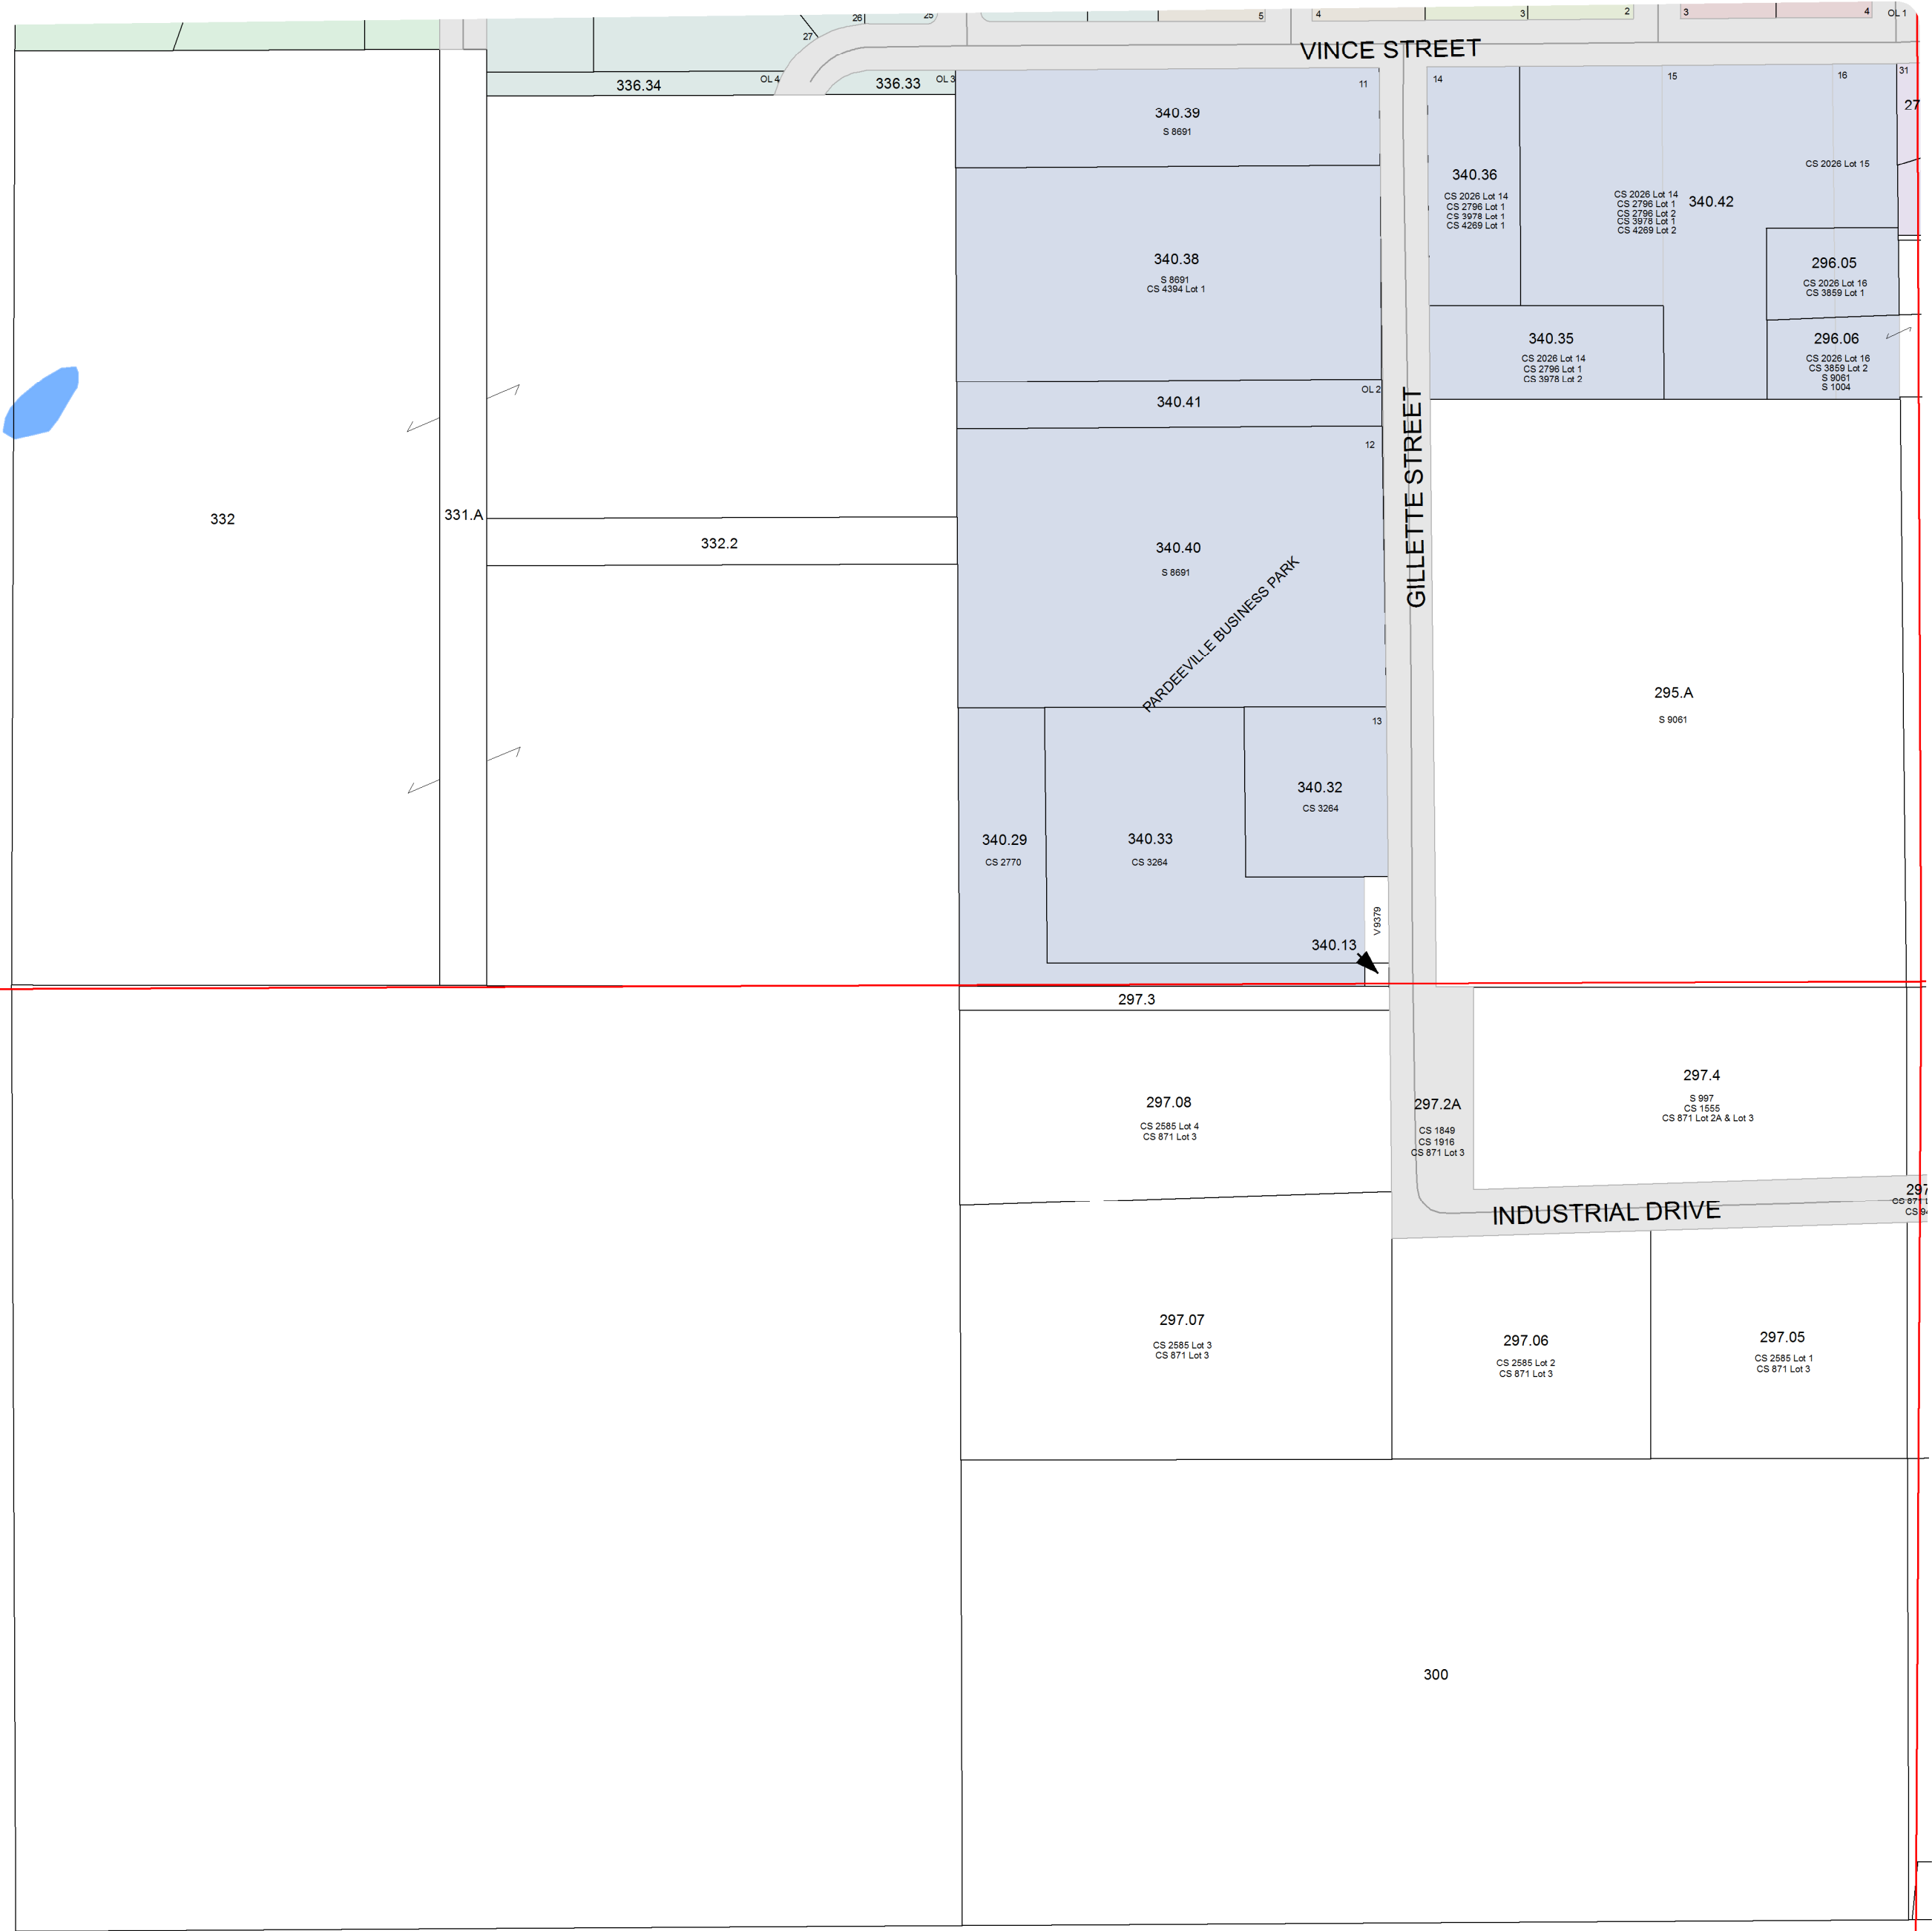 26
25
5
4
3
2
3
4
OL 1
27
VINCE STREET
336.34
OL 4
336.33
OL 3
11
14
15
16
31
27
340.39
S 8691
340.36
CS 2026 Lot 14
CS 2796 Lot 1
CS 3978 Lot 1
CS 4269 Lot 1
CS 2026 Lot 15
CS 2026 Lot 14
CS 2796 Lot 1
CS 2796 Lot 2
CS 3978 Lot 1
CS 4269 Lot 2
340.42
340.38
S 8691
CS 4394 Lot 1
296.05
CS 2026 Lot 16
CS 3859 Lot 1
340.35
CS 2026 Lot 14
CS 2796 Lot 1
CS 3978 Lot 2
296.06
CS 2026 Lot 16
CS 3859 Lot 2
S 9061
S 1004
OL 2
340.41
GILLETTE STREET
12
332
331.A
332.2
340.40
S 8691
PARDEEVILLE BUSINESS PARK
295.A
S 9061
13
340.32
CS 3264
340.29
CS 2770
340.33
CS 3264
V 9379
340.13
297.3
297.08
CS 2585 Lot 4
CS 871 Lot 3
297.2A
CS 1849
CS 1916
CS 871 Lot 3
297.4
S 997
CS 1555
CS 871 Lot 2A & Lot 3
297
CS 871 L
INDUSTRIAL DRIVE
297.07
CS 2585 Lot 3
CS 871 Lot 3
297.06
CS 2585 Lot 2
CS 871 Lot 3
297.05
CS 2585 Lot 1
CS 871 Lot 3
300